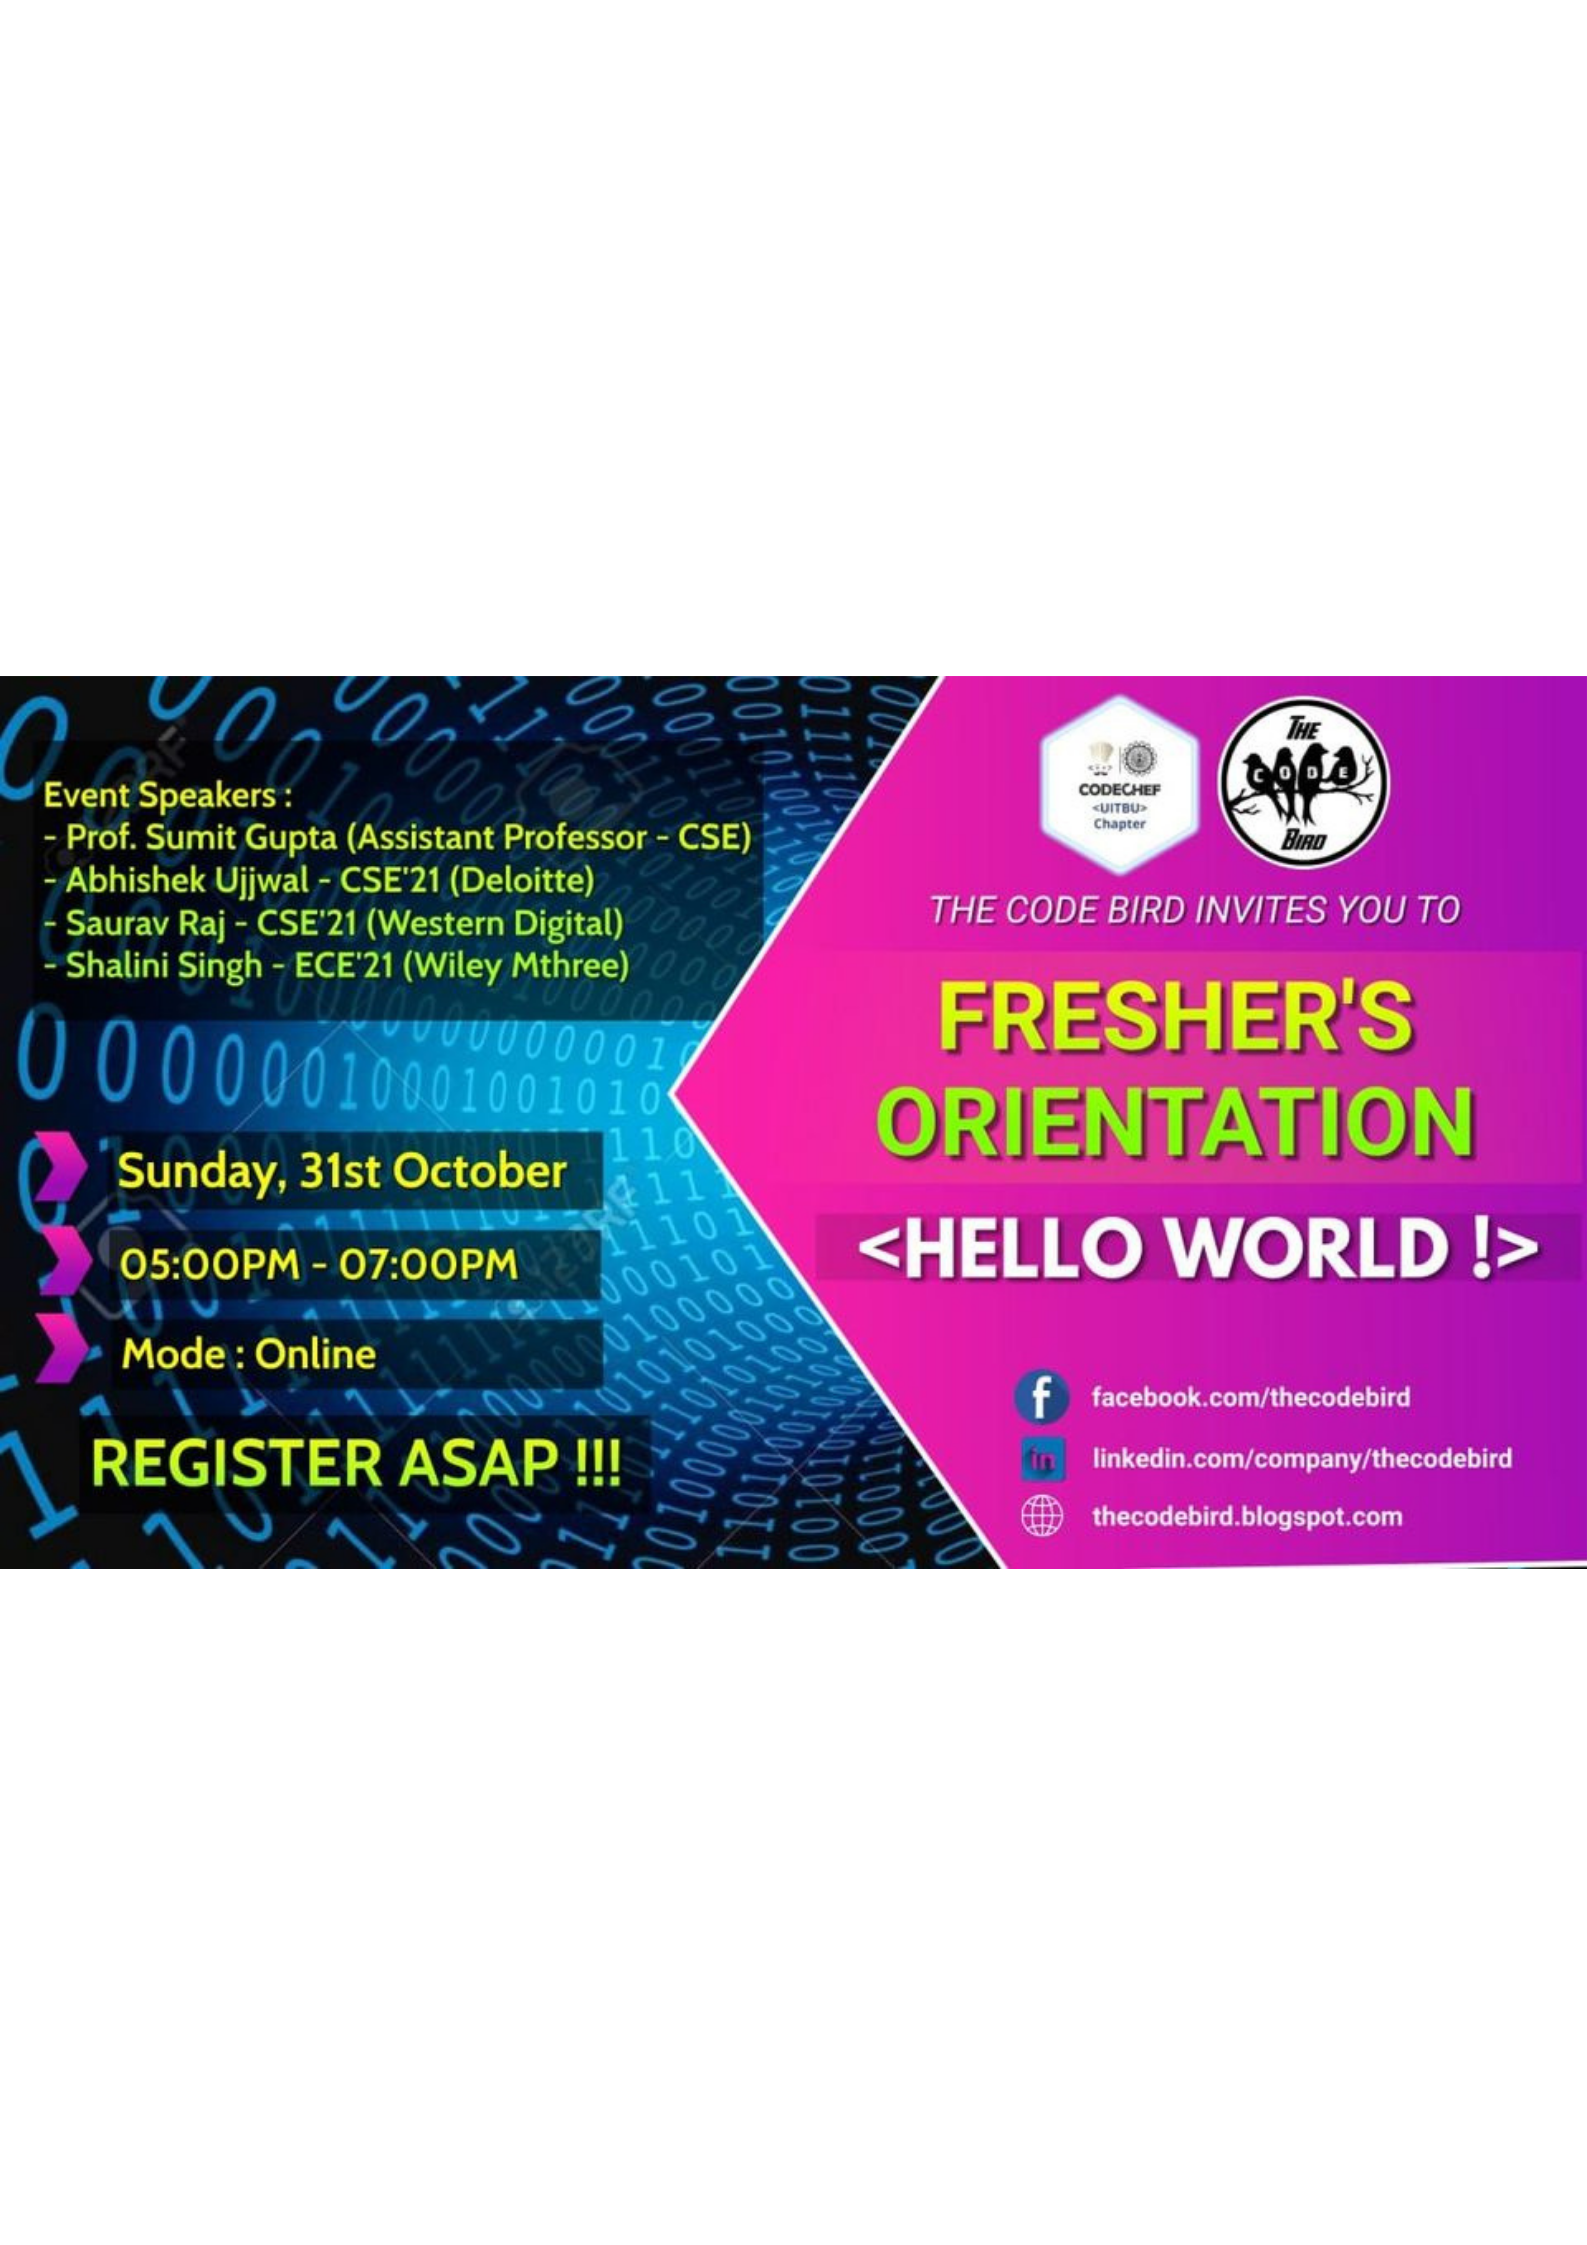 Event Speakers :
- Prof. Sumit Gupta (Assistant Professor - CSE)
- Abhishek Ujjwal - CSE'21 (Deloitte)
- Saurav Raj - CSE'21 (Western Digital)
- Shalini Singh - ECE'21 (Wiley Mthree)
Sunday, 31st October
05:00PM - 07:00PM
Mode : Online
REGISTER ASAP !!!
CODECHEF
<UITBU>
Chapter
THE
CODE
BIRD
THE CODE BIRD INVITES YOU TO
FRESHER'S
ORIENTATION
<HELLO WORLD !>
facebook.com/thecodebird
in
linkedin.com/company/thecodebird
thecodebird.blogspot.com